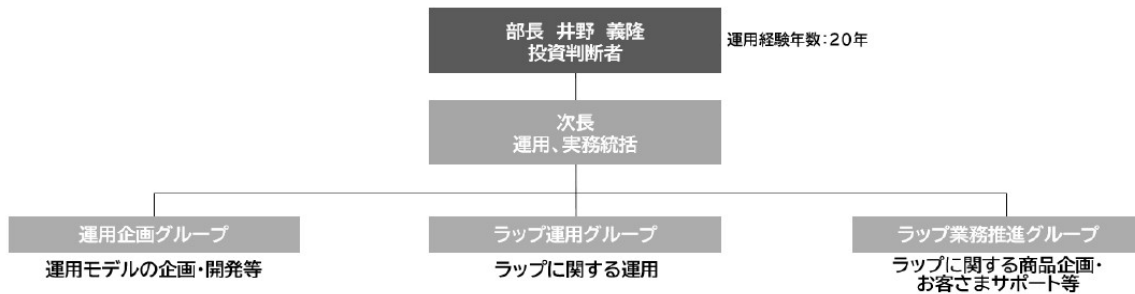 部長 井野 義隆
投資判断者
運用経験年数：20年
次長
運用、実務統括
運用企画グループ
運用モデルの企画・開発等
ラップ運用グループ
ラップに関する運用
ラップ業務推進グループ
ラップに関する商品企画・
お客さまサポート等